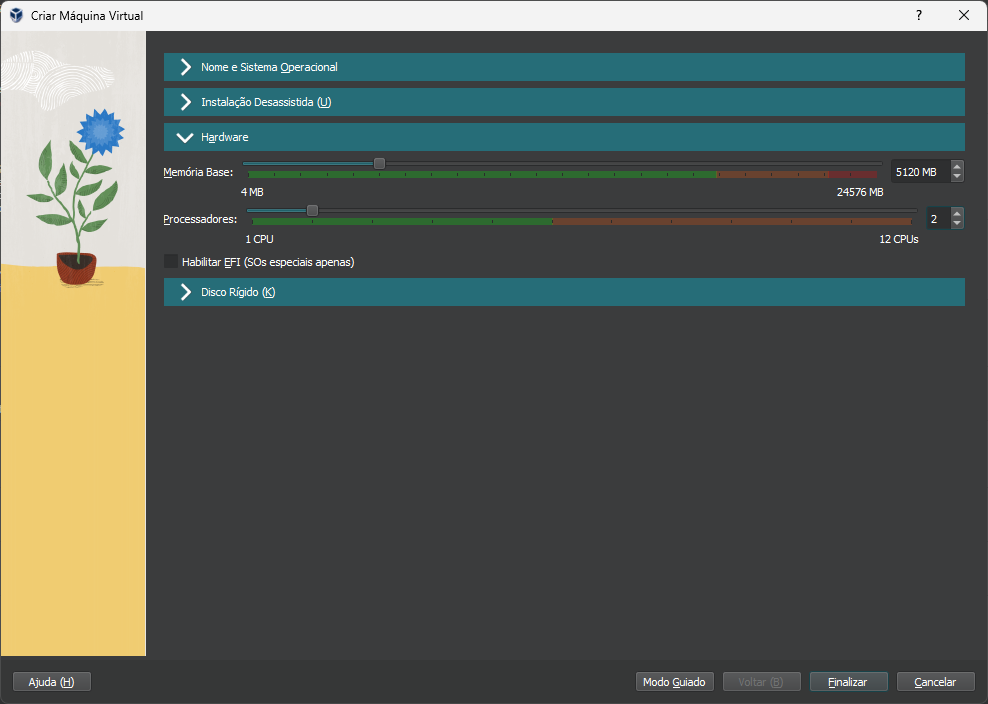 Criar Máquina Virtual
?
Nome e Sistema Operacional
Instalação Desassistida (U)
Hardware
Memória Base:
5120 MB
4 MB
24576 MB
Processadores:
2
1 CPU
12 CPUs
Habilitar EFI (SOs especiais apenas)
Disco Rígido (K)
Ajuda (H)
Modo Guiado
Voltar (B)
Finalizar
Cancelar